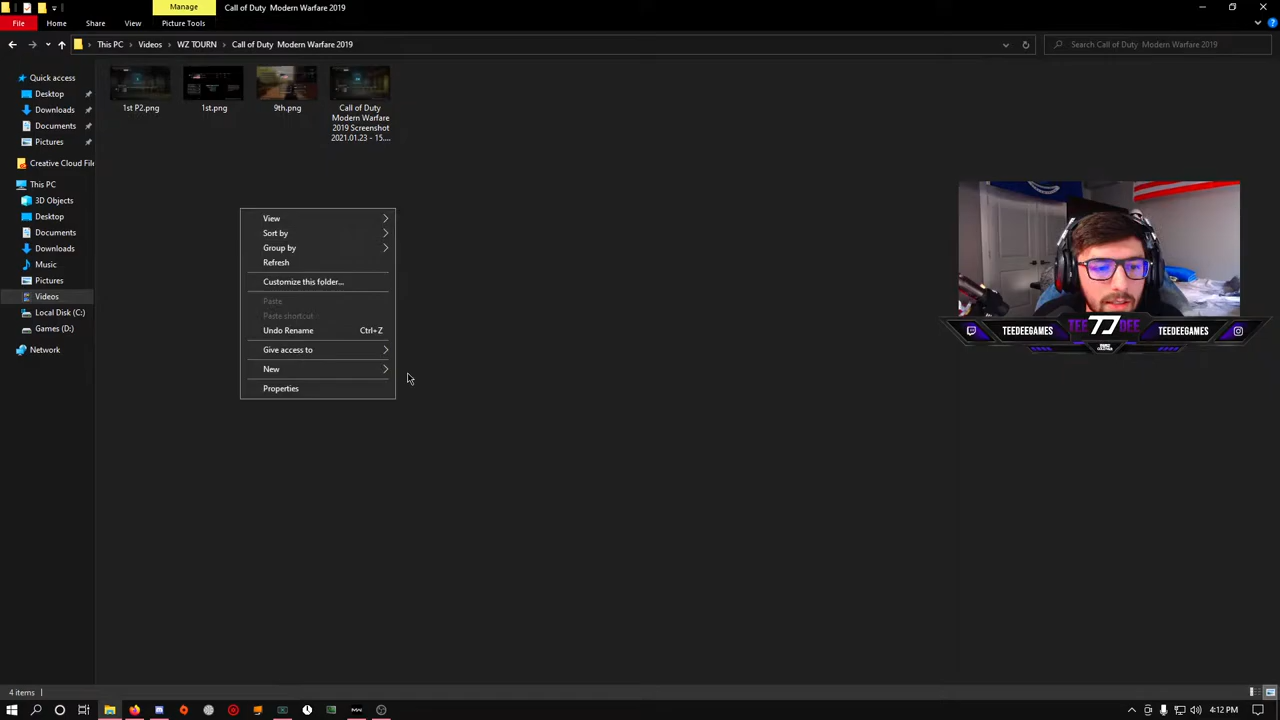 Manage
Call of Duty  Modern Warfare 2019
File
Home
Share
View
Picture Tools
This PC
Videos
WZ TOURN
Call of Duty  Modern Warfare 2019
Search Call of Duty  Modern Warfare 2019
Quick access
Desktop
Downloads
Documents
Pictures
Creative Cloud File
This PC
3D Objects
Desktop
Documents
Downloads
Music
Pictures
Videos
Local Disk (C:)
Games (D:)
Network
1st P2.png
1st.png
9th.png
Call of Duty
Modern Warfare
2019 Screenshot
2021.01.23 - 15....
View
Sort by
Group by
Refresh
Customize this folder...
Paste
Paste shortcut
Undo Rename
Ctrl+Z
Give access to
New
Properties
TEEDEEGAMES
TEE TD DEE
TEEDEEGAMES
4 items
4:12 PM